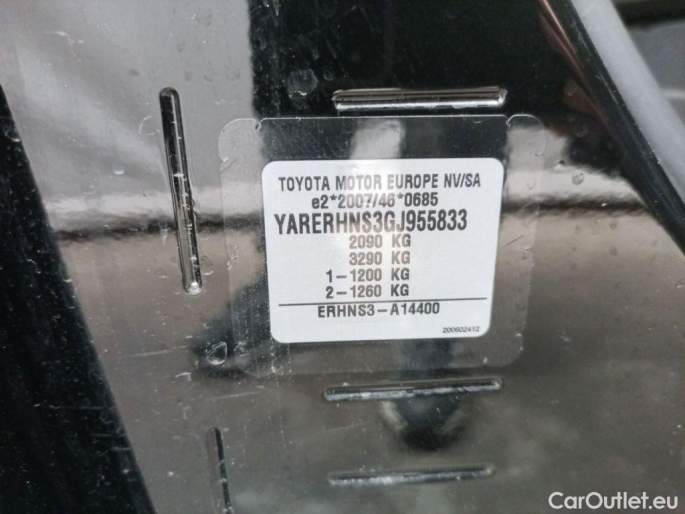 TOYOTA MOTOR EUROPE NV/SA
e2*2007/46*0685
YARERHNS3GJ955833
2090 KG
3290 KG
1-1200 KG
2-1260 KG
ERHNS3-A14400
200602412
CarOutlet.eu